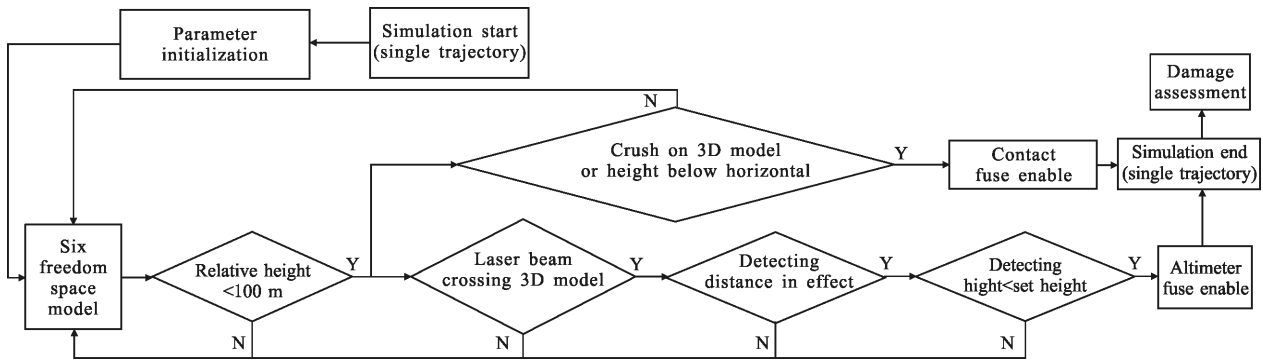 Parameter
initialization
Simulation start
(single trajectory)
Damage
assessment
N
Crush on 3D model
or height below horizontal
Y
Contact
fuse enable
Simulation end
(single trajectory)
Six
freedom
space
model
Relative height
<100 m
Y
Laser beam
crossing 3D model
Y
Detecting
distance in effect
Y
Detecting
hight<set height
Y
Altimeter
fuse enable
N
N
N
N